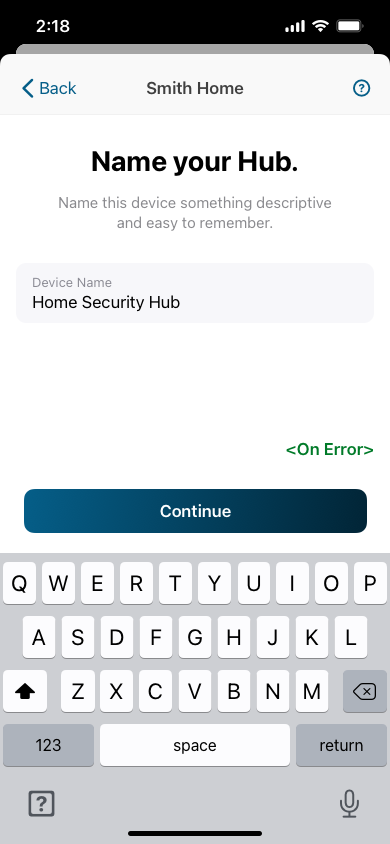 2:18
Back
Smith Home
?
Name your Hub.
Name this device something descriptive
and easy to remember.
Device Name
Home Security Hub
<On Error>
Continue
Q W E R T Y U I O P
A S D F G H J K L
Z X C V B N M
123 space return
?